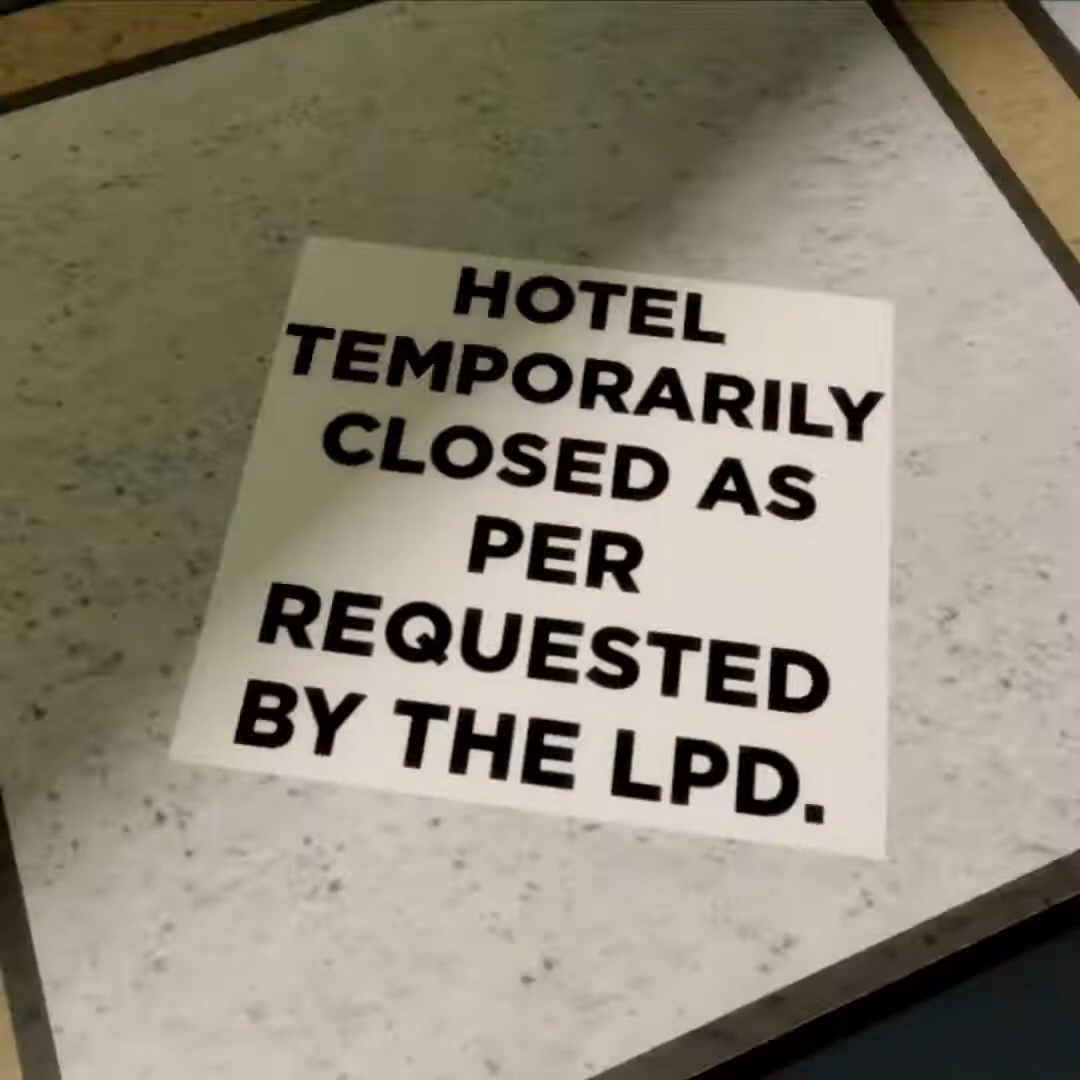 HOTEL
TEMPORARILY
CLOSED AS
PER
REQUESTED
BY THE LPD.